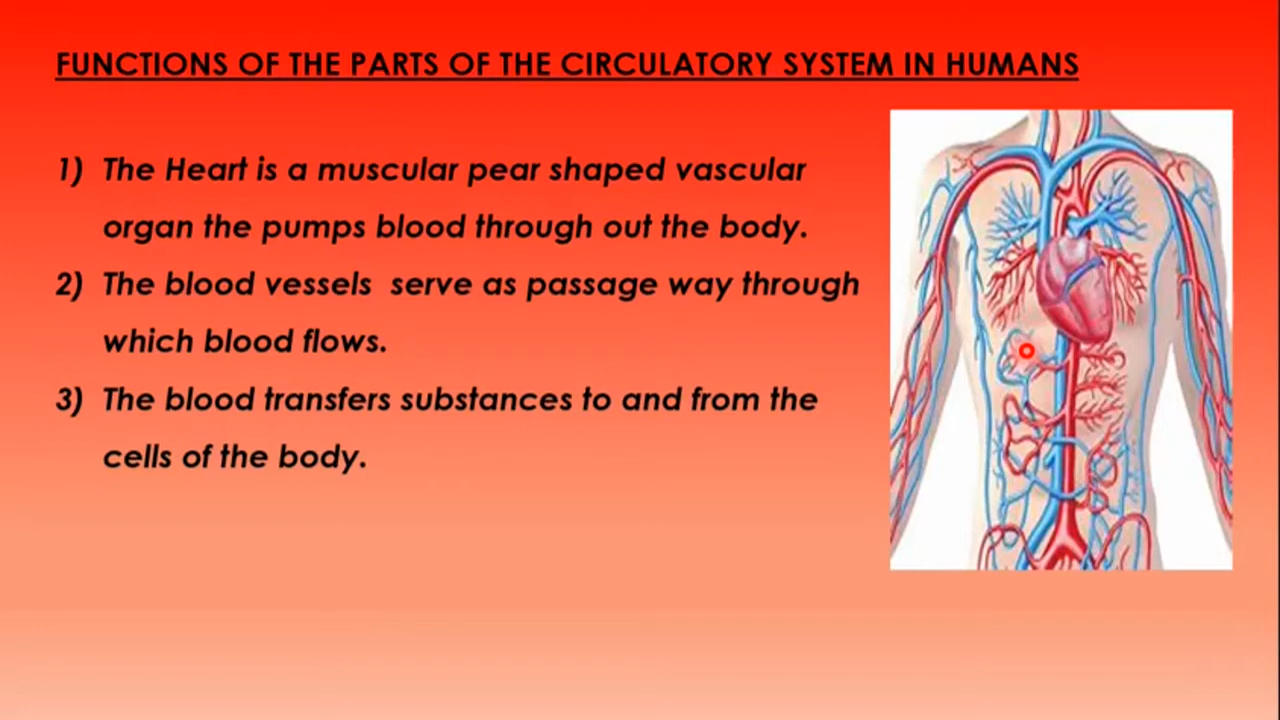 FUNCTIONS OF THE PARTS OF THE CIRCULATORY SYSTEM IN HUMANS
1) The Heart is a muscular pear shaped vascular
organ the pumps blood through out the body.
2) The blood vessels serve as passage way through
which blood flows.
3) The blood transfers substances to and from the
cells of the body.